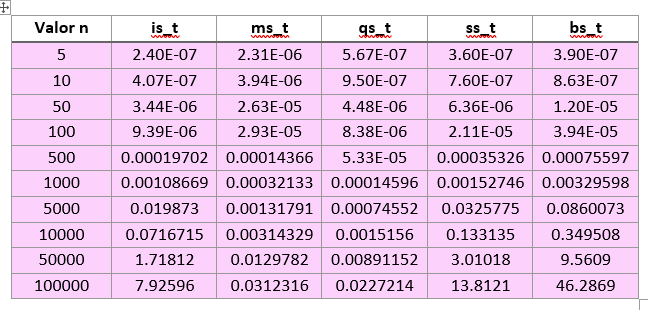 Valor n is_t ms_t qs_t ss_t bs_t
5 2.40E-07 2.31E-06 5.67E-07 3.60E-07 3.90E-07
10 4.07E-07 3.94E-06 9.50E-07 7.60E-07 8.63E-07
50 3.44E-06 2.63E-05 4.48E-06 6.36E-06 1.20E-05
100 9.39E-06 2.93E-05 8.38E-06 2.11E-05 3.94E-05
500 0.00019702 0.00014366 5.33E-05 0.00035326 0.00075597
1000 0.00108669 0.00032133 0.00014596 0.00152746 0.00329598
5000 0.019873 0.00131791 0.00074552 0.0325775 0.0860073
10000 0.0716715 0.00314329 0.0015156 0.133135 0.349508
50000 1.71812 0.0129782 0.00891152 3.01018 9.5609
100000 7.92596 0.0312316 0.0227214 13.8121 46.2869